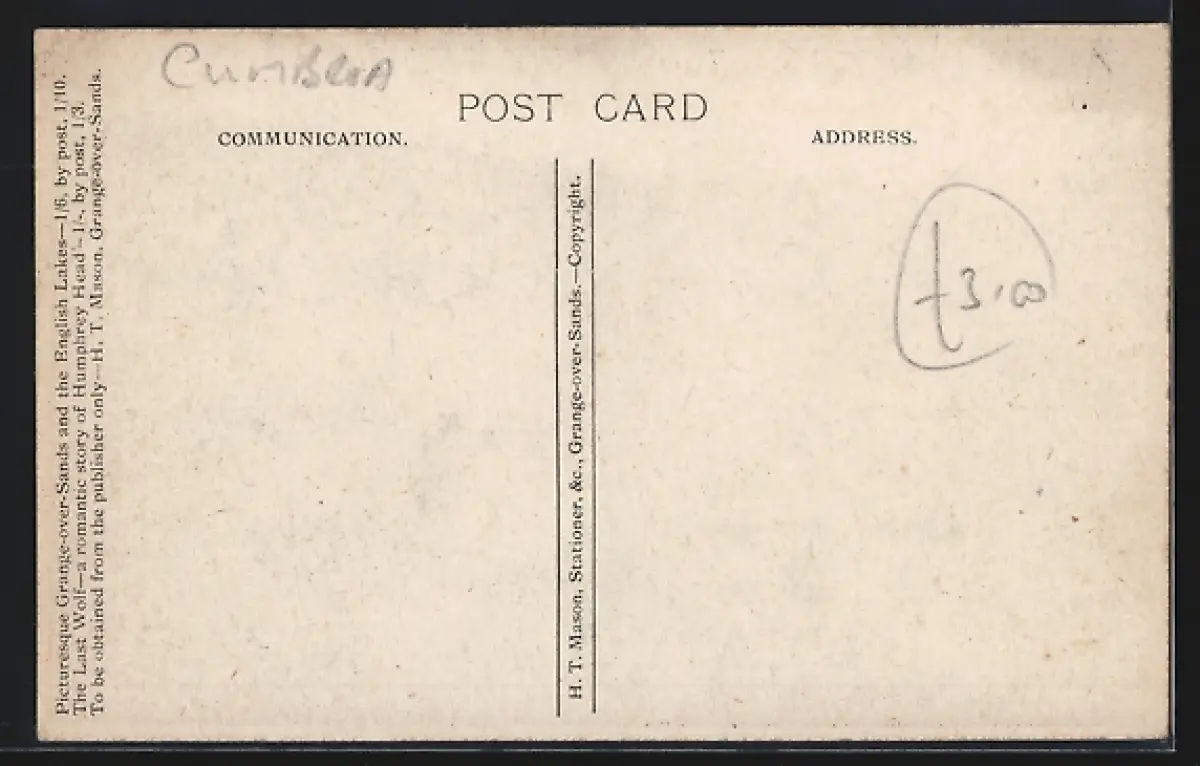 CUMBRIA
POST CARD
COMMUNICATION.
ADDRESS.
Picturesque Grange-over-Sands and the English Lakes—1/6, by post, 1/10.
The Last Wolf—a romantic story of Humphrey Head—1/-, by post, 1/3.
To be obtained from the publisher only—H. T. Mason, Grange-over-Sands.
H. T. Mason, Stationer, &c., Grange-over-Sands.—Copyright.
£3.00